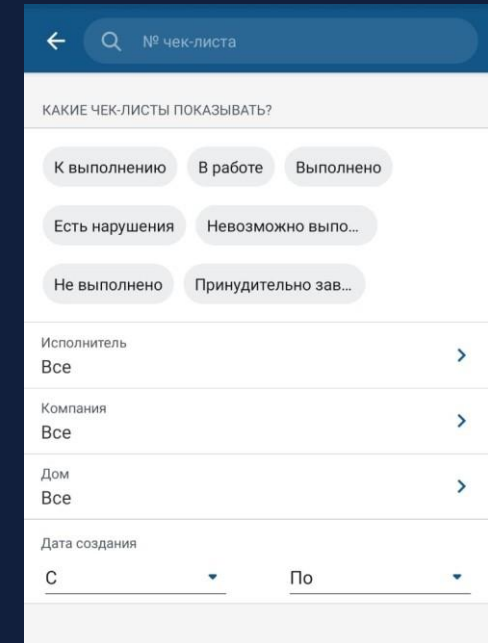 № чек-листа
КАКИЕ ЧЕК-ЛИСТЫ ПОКАЗЫВАТЬ?
К выполнению В работе Выполнено
Есть нарушения Невозможно выпо...
Не выполнено Принудительно зав...
Исполнитель
Все
Компания
Все
Дом
Все
Дата создания
С По